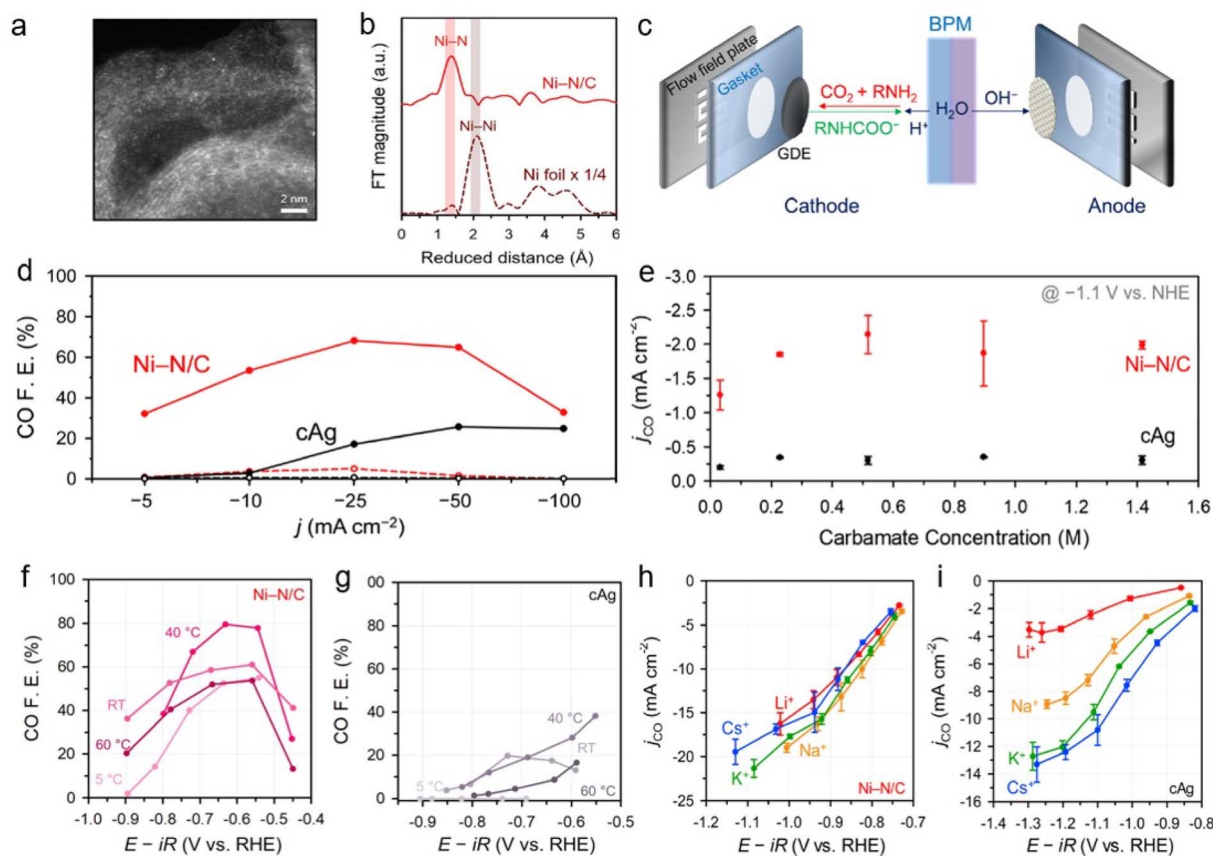 a
2 nm
b
Ni–N
Ni–N/C
Ni–Ni
Ni foil x 1/4
FT magnitude (a.u.)
0 1 2 3 4 5 6
Reduced distance (Å)
c
BPM
Flow field plate
Gasket
CO₂ + RNH₂
RNHCOO⁻
H⁺
H₂O
OH⁻
GDE
Cathode
Anode
d
CO F. E. (%)
100
80
60
40
20
0
Ni–N/C
cAg
−5 −10 −25 −50 −100
j (mA cm⁻²)
e
@ −1.1 V vs. NHE
jCO (mA cm⁻²)
-3.0
-2.5
-2.0
-1.5
-1.0
-0.5
-0.0
Ni–N/C
cAg
0.0 0.2 0.4 0.6 0.8 1.0 1.2 1.4 1.6
Carbamate Concentration (M)
f
Ni–N/C
CO F. E. (%)
100
80
60
40
20
0
40 °C
RT
60 °C
5 °C
-1.0 -0.9 -0.8 -0.7 -0.6 -0.5 -0.4
E − iR (V vs. RHE)
g
cAg
CO F. E. (%)
00
80
60
40
20
0
40 °C
RT
5 °C
60 °C
-0.9 -0.8 -0.7 -0.6 -0.5
E − iR (V vs. RHE)
h
jCO (mA cm⁻²)
0
-5
-10
-15
-20
-25
Li⁺
Cs⁺
Na⁺
K⁺
Ni–N/C
-1.2 -1.1 -1.0 -0.9 -0.8 -0.7
E − iR (V vs. RHE)
i
jCO (mA cm⁻²)
0
-2
-4
-6
-8
-10
-12
-14
-16
Li⁺
Na⁺
K⁺
Cs⁺
cAg
-1.4 -1.3 -1.2 -1.1 -1.0 -0.9 -0.8
E − iR (V vs. RHE)